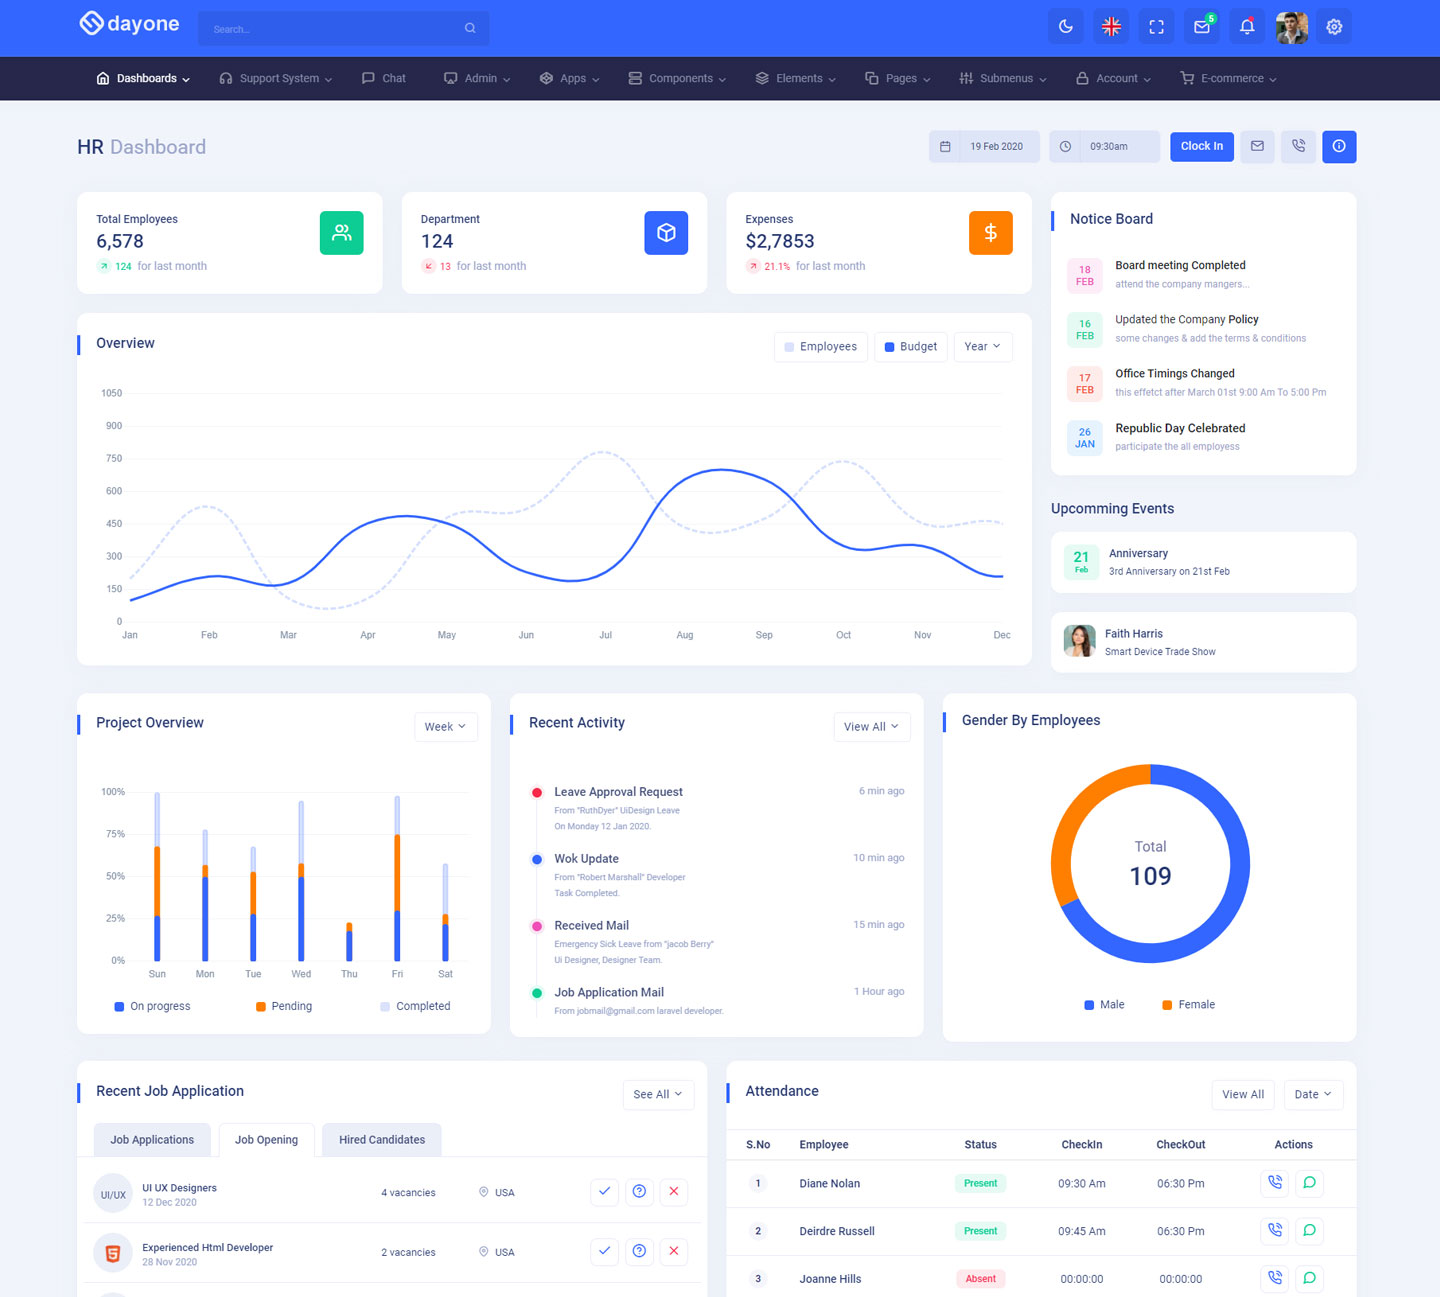 dayone
Search...
5
Dashboards
Support System
Chat
Admin
Apps
Components
Elements
Pages
Submenus
Account
E-commerce
HR Dashboard
19 Feb 2020
09:30am
Clock In
Total Employees
6,578
124 for last month
Department
124
13 for last month
Expenses
$2,7853
21.1% for last month
Notice Board
18
FEB
Board meeting Completed
attend the company mangers...
16
FEB
Updated the Company Policy
some changes & add the terms & conditions
17
FEB
Office Timings Changed
this effetct after March 01st 9:00 Am To 5:00 Pm
26
JAN
Republic Day Celebrated
participate the all employess
Overview
Employees
Budget
Year
1050
900
750
600
450
300
150
0
Jan Feb Mar Apr May Jun Jul Aug Sep Oct Nov Dec
Upcomming Events
21
Feb
Anniversary
3rd Anniversary on 21st Feb
Faith Harris
Smart Device Trade Show
Project Overview
Week
100%
75%
50%
25%
0%
Sun Mon Tue Wed Thu Fri Sat
On progress
Pending
Completed
Recent Activity
View All
Leave Approval Request
6 min ago
From "RuthDyer" UiDesign Leave
On Monday 12 Jan 2020.
Wok Update
10 min ago
From "Robert Marshall" Developer
Task Completed.
Received Mail
15 min ago
Emergency Sick Leave from "jacob Berry"
Ui Designer, Designer Team.
Job Application Mail
1 Hour ago
From jobmail@gmail.com laravel developer.
Gender By Employees
Total
109
Male
Female
Recent Job Application
See All
Job Applications
Job Opening
Hired Candidates
UI/UX
UI UX Designers
12 Dec 2020
4 vacancies
USA
5
Experienced Html Developer
28 Nov 2020
2 vacancies
USA
Attendance
View All
Date
S.No Employee Status CheckIn CheckOut Actions
1 Diane Nolan Present 09:30 Am 06:30 Pm
2 Deirdre Russell Present 09:45 Am 06:30 Pm
3 Joanne Hills Absent 00:00:00 00:00:00